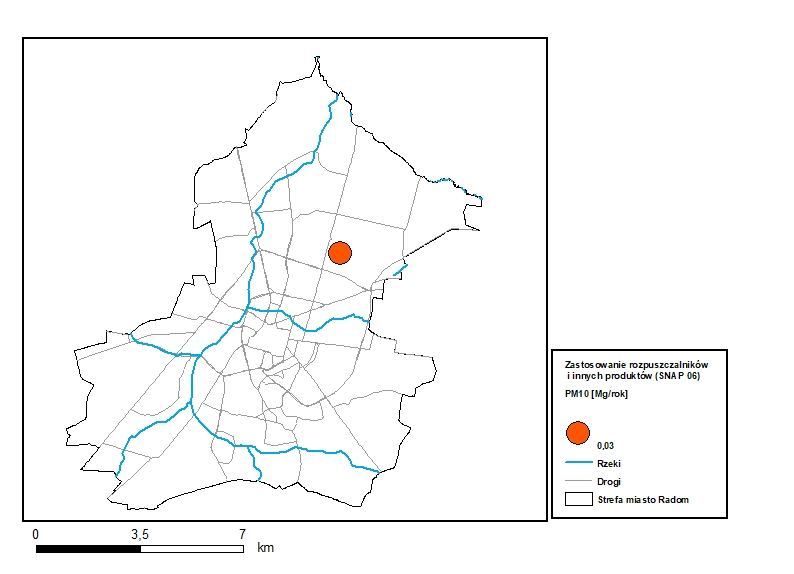 Zastosowanie rozpuszczalników
i innych produktów (SNAP 06)
PM10 [Mg/rok]
0,03
Rzeki
Drogi
Strefa miasto Radom
0 3,5 7
km